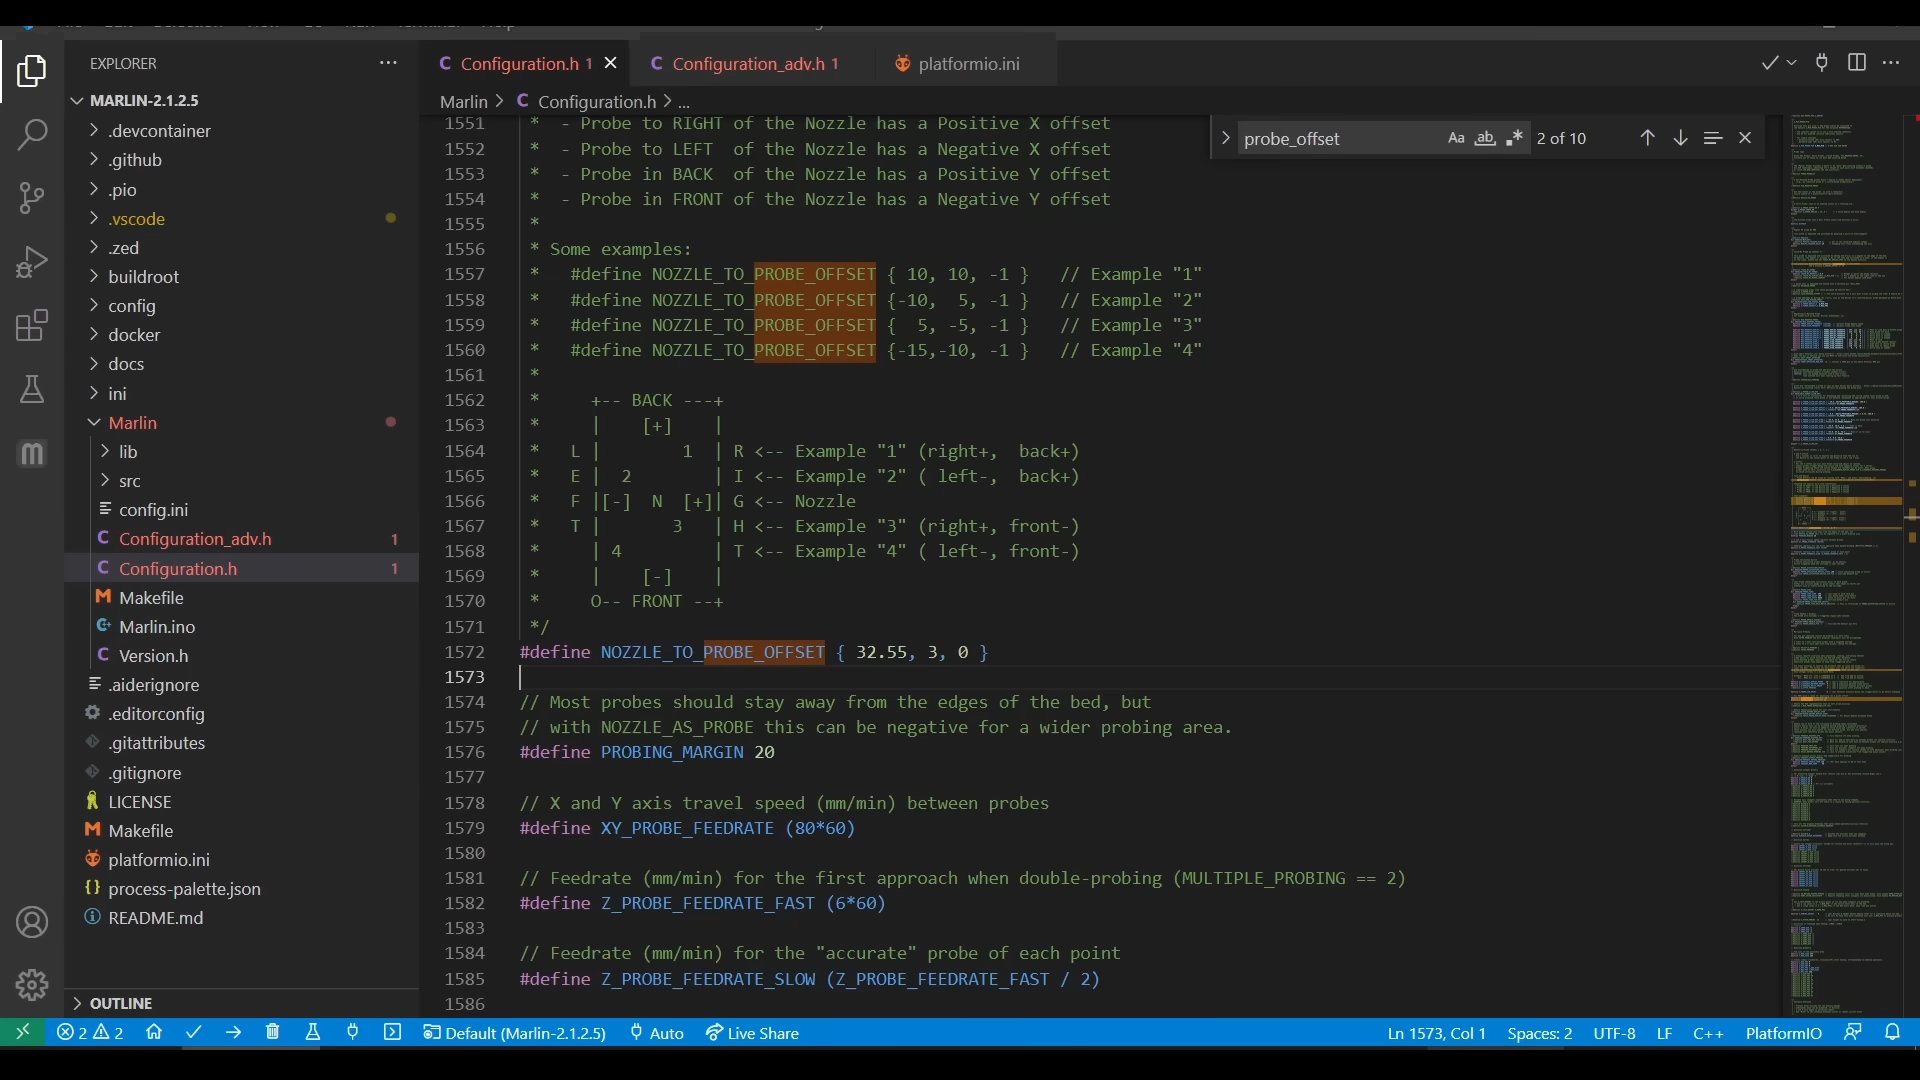 EXPLORER
MARLIN-2.1.2.5
.devcontainer
.github
.pio
.vscode
.zed
buildroot
config
docker
docs
ini
Marlin
lib
src
config.ini
Configuration_adv.h 1
Configuration.h 1
Makefile
Marlin.ino
Version.h
.aiderignore
.editorconfig
.gitattributes
.gitignore
LICENSE
Makefile
platformio.ini
process-palette.json
README.md
OUTLINE
Configuration.h 1
Configuration_adv.h 1
platformio.ini
Marlin > C Configuration.h > ...
probe_offset
Aa ab
2 of 10
1551 * - Probe to RIGHT of the Nozzle has a Positive X offset
1552 * - Probe to LEFT  of the Nozzle has a Negative X offset
1553 * - Probe in BACK  of the Nozzle has a Positive Y offset
1554 * - Probe in FRONT of the Nozzle has a Negative Y offset
1555 *
1556 * Some examples:
1557 *   #define NOZZLE_TO_PROBE_OFFSET { 10, 10, -1 }   // Example "1"
1558 *   #define NOZZLE_TO_PROBE_OFFSET {-10,  5, -1 }   // Example "2"
1559 *   #define NOZZLE_TO_PROBE_OFFSET {  5, -5, -1 }   // Example "3"
1560 *   #define NOZZLE_TO_PROBE_OFFSET {-15,-10, -1 }   // Example "4"
1561 *
1562 *     +-- BACK ---+
1563 *     |    [+]    |
1564 *   L |        1  | R <-- Example "1" (right+,  back+)
1565 *   E |  2        | I <-- Example "2" ( left-,  back+)
1566 *   F |[-]  N  [+]| G <-- Nozzle
1567 *   T |       3   | H <-- Example "3" (right+, front-)
1568 *     | 4         | T <-- Example "4" ( left-, front-)
1569 *     |    [-]    |
1570 *     O-- FRONT --+
1571 */
1572 #define NOZZLE_TO_PROBE_OFFSET { 32.55, 3, 0 }
1573
1574 // Most probes should stay away from the edges of the bed, but
1575 // with NOZZLE_AS_PROBE this can be negative for a wider probing area.
1576 #define PROBING_MARGIN 20
1577
1578 // X and Y axis travel speed (mm/min) between probes
1579 #define XY_PROBE_FEEDRATE (80*60)
1580
1581 // Feedrate (mm/min) for the first approach when double-probing (MULTIPLE_PROBING == 2)
1582 #define Z_PROBE_FEEDRATE_FAST (6*60)
1583
1584 // Feedrate (mm/min) for the "accurate" probe of each point
1585 #define Z_PROBE_FEEDRATE_SLOW (Z_PROBE_FEEDRATE_FAST / 2)
1586
2 2 Default (Marlin-2.1.2.5) Auto Live Share Ln 1573, Col 1 Spaces: 2 UTF-8 LF C++ PlatformIO